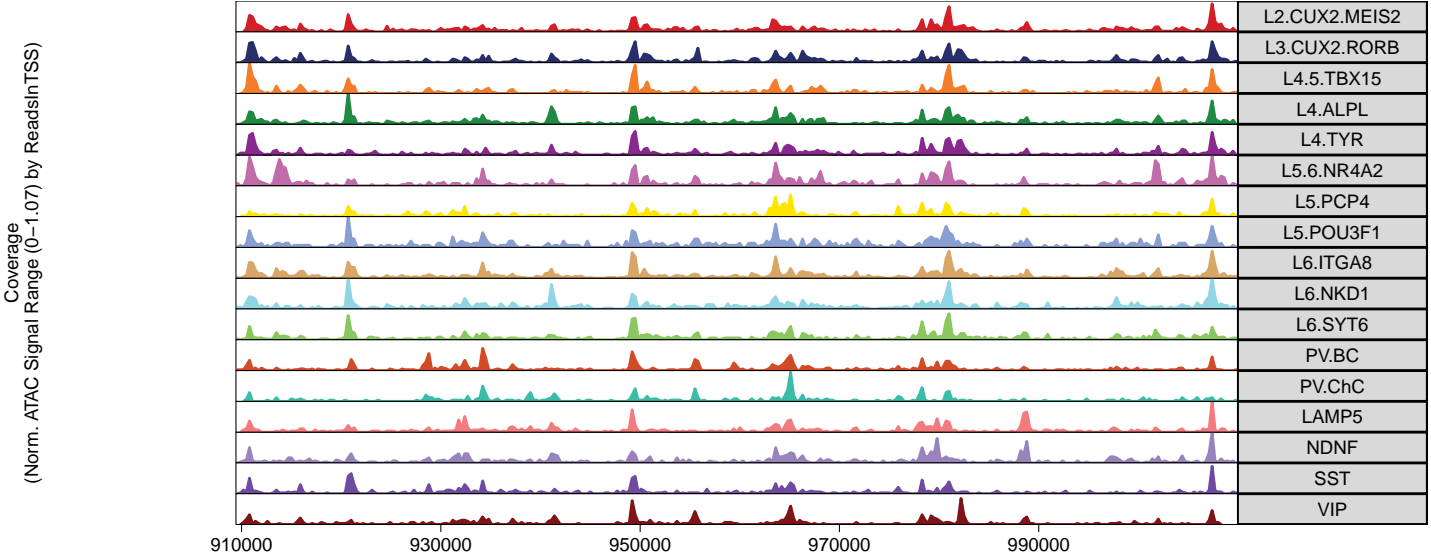 Coverage
(Norm. ATAC Signal Range (0−1.07) by ReadsInTSS)
L2.CUX2.MEIS2
L3.CUX2.RORB
L4.5.TBX15
L4.ALPL
L4.TYR
L5.6.NR4A2
L5.PCP4
L5.POU3F1
L6.ITGA8
L6.NKD1
L6.SYT6
PV.BC
PV.ChC
LAMP5
NDNF
SST
VIP
910000 930000 950000 970000 990000